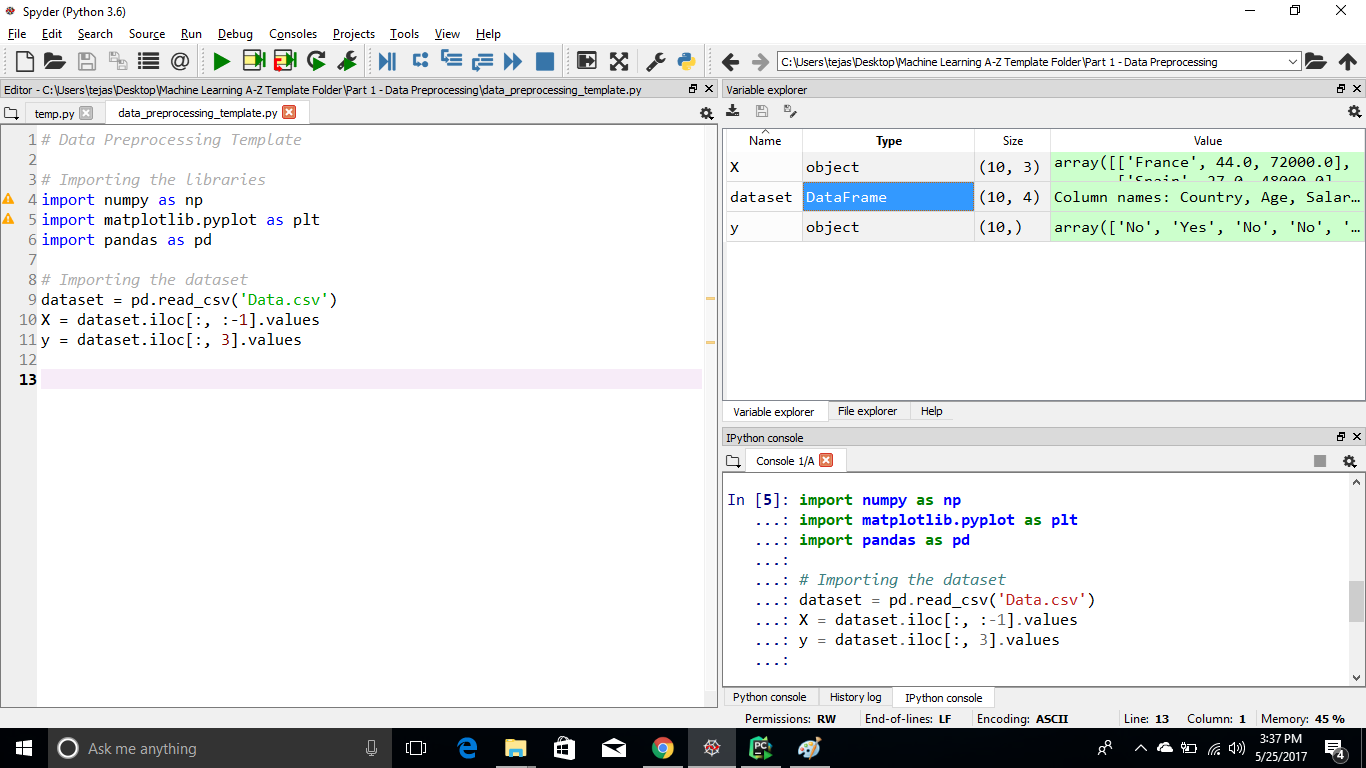 Spyder (Python 3.6)
File Edit Search Source Run Debug Consoles Projects Tools View Help
C:\Users\tejas\Desktop\Machine Learning A-Z Template Folder\Part 1 - Data Preprocessing
Editor - C:\Users\tejas\Desktop\Machine Learning A-Z Template Folder\Part 1 - Data Preprocessing\data_preprocessing_template.py
temp.py data_preprocessing_template.py
1 # Data Preprocessing Template
2
3 # Importing the libraries
4 import numpy as np
5 import matplotlib.pyplot as plt
6 import pandas as pd
7
8 # Importing the dataset
9 dataset = pd.read_csv('Data.csv')
10 X = dataset.iloc[:, :-1].values
11 y = dataset.iloc[:, 3].values
12
13
Variable explorer
Name Type Size Value
X object (10, 3) array([['France', 44.0, 72000.0],
['Spain', 27.0, 48000.0]
dataset DataFrame (10, 4) Column names: Country, Age, Salar...
y object (10,) array(['No', 'Yes', 'No', 'No', '...
Variable explorer File explorer Help
IPython console
Console 1/A
In [5]: import numpy as np
...: import matplotlib.pyplot as plt
...: import pandas as pd
...:
...: # Importing the dataset
...: dataset = pd.read_csv('Data.csv')
...: X = dataset.iloc[:, :-1].values
...: y = dataset.iloc[:, 3].values
...:
Python console History log IPython console
Permissions: RW End-of-lines: LF Encoding: ASCII Line: 13 Column: 1 Memory: 45 %
Ask me anything
PC
3:37 PM
5/25/2017
4